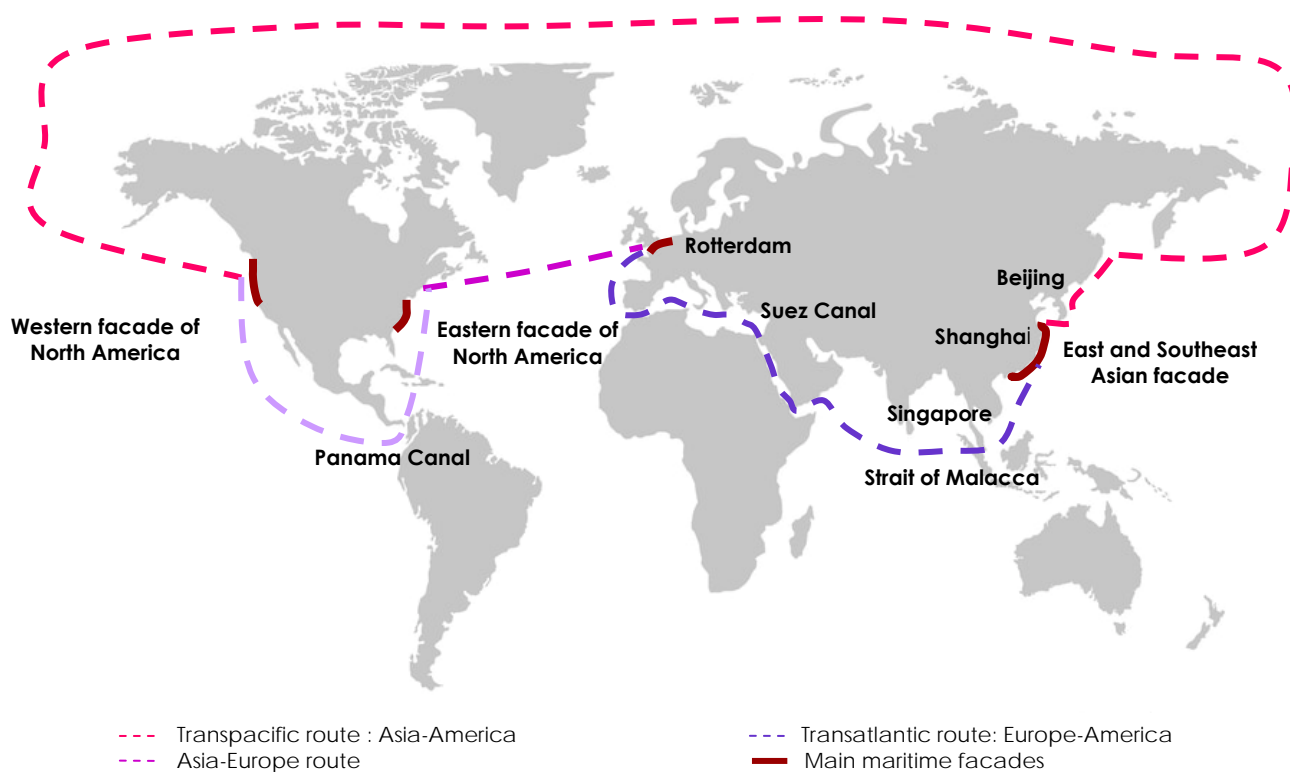 Rotterdam
Beijing
Suez Canal
Western facade of
North America
Eastern facade of
North America
Shanghai
East and Southeast
Asian facade
Singapore
Panama Canal
Strait of Malacca
Transpacific route : Asia-America
Transatlantic route: Europe-America
Asia-Europe route
Main maritime facades